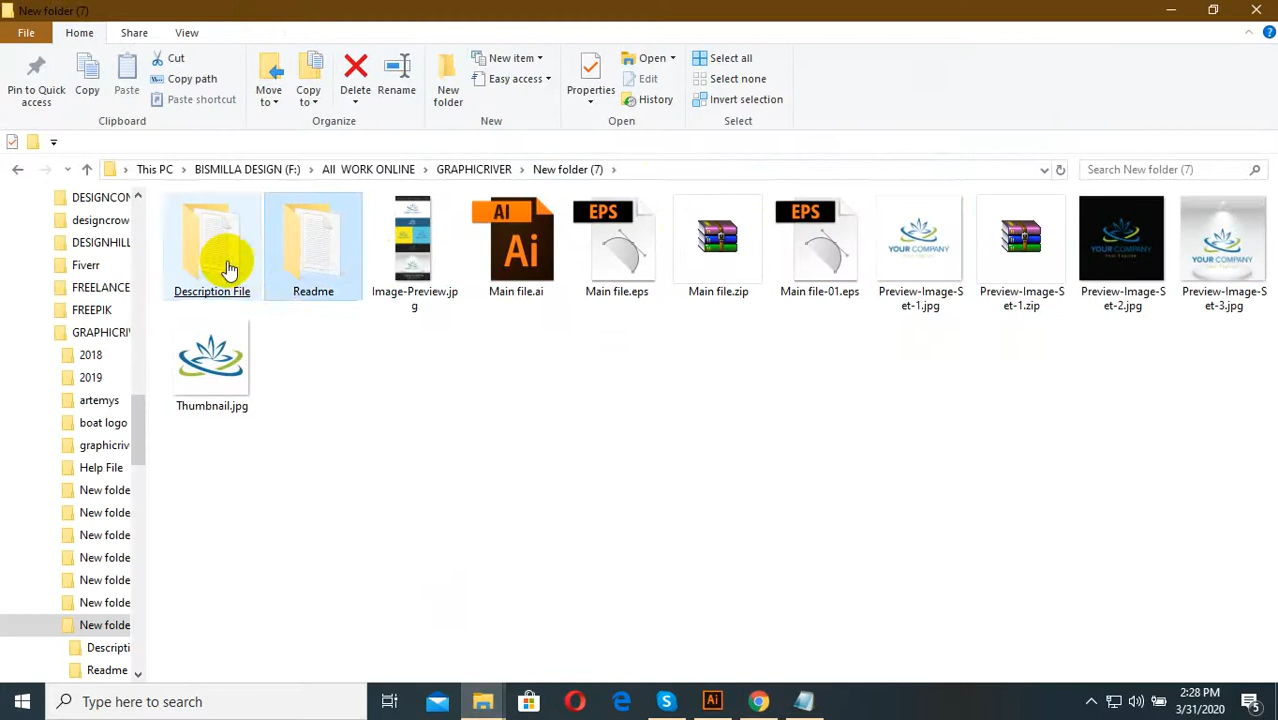 New folder (7)
File
Home
Share
View
Pin to Quick access
Copy
Paste
Cut
Copy path
Paste shortcut
Clipboard
Move to
Copy to
Delete
Rename
Organize
New folder
New item
Easy access
New
Properties
Open
Edit
History
Open
Select all
Select none
Invert selection
Select
This PC
BISMILLA DESIGN (F:)
All WORK ONLINE
GRAPHICRIVER
New folder (7)
Search New folder (7)
DESIGNCON
designcrow
DESIGNHILL
Fiverr
FREELANCE
FREEPIK
GRAPHICRIV
2018
2019
artemys
boat logo
graphicriv
Help File
New folde
New folde
New folde
New folde
New folde
New folde
New folde
Descripti
Readme
Description File
Readme
Image-Preview.jp
g
Ai
Ai
Main file.ai
EPS
Main file.eps
Main file.zip
EPS
Main file-01.eps
YOUR COMPANY
Preview-Image-S
et-1.jpg
Preview-Image-S
et-1.zip
YOUR COMPANY
Preview-Image-S
et-2.jpg
YOUR COMPANY
Preview-Image-S
et-3.jpg
Thumbnail.jpg
Type here to search
Ai
2:28 PM
3/31/2020
5